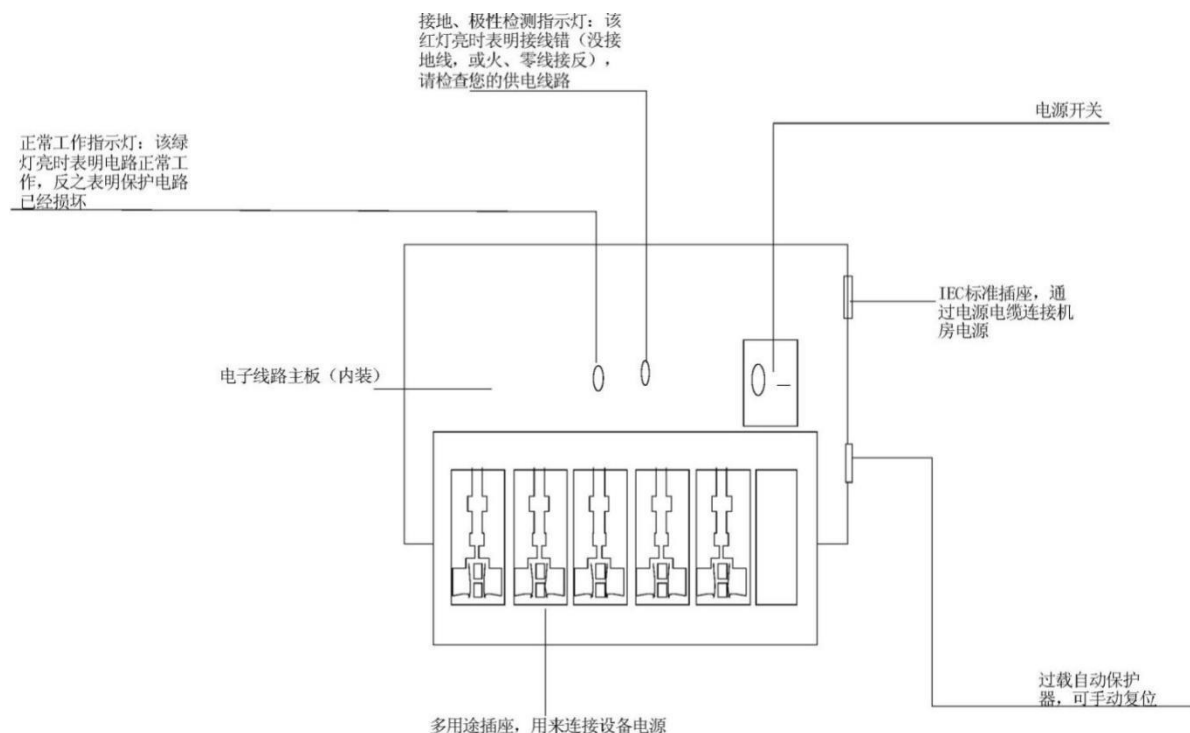 接地、极性检测指示灯：该
红灯亮时表明接线错（没接
地线，或火、零线接反），
请检查您的供电线路
电源开关
正常工作指示灯：该绿
灯亮时表明电路正常工
作，反之表明保护电路
已经损坏
IEC标准插座，通
过电源电缆连接机
房电源
电子线路主板（内装）
过载自动保护
器，可手动复位
多用途插座，用来连接设备电源